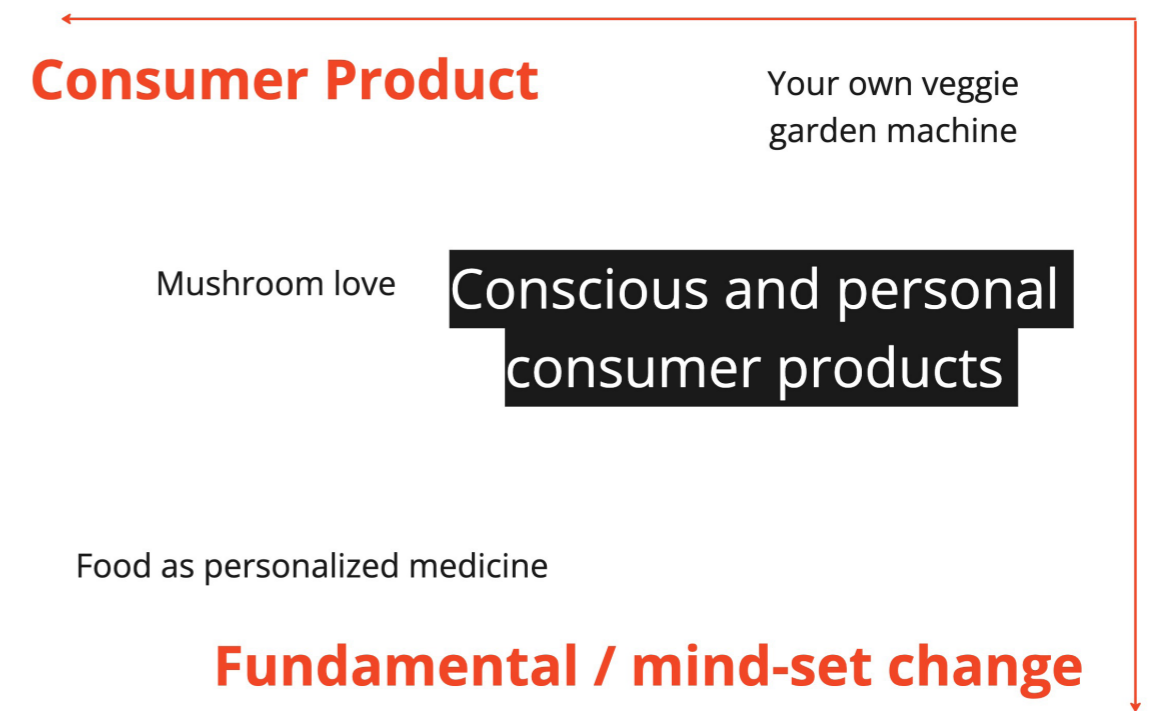 Consumer Product
Your own veggie
garden machine
Mushroom love
Conscious and personal
consumer products
Food as personalized medicine
Fundamental / mind-set change